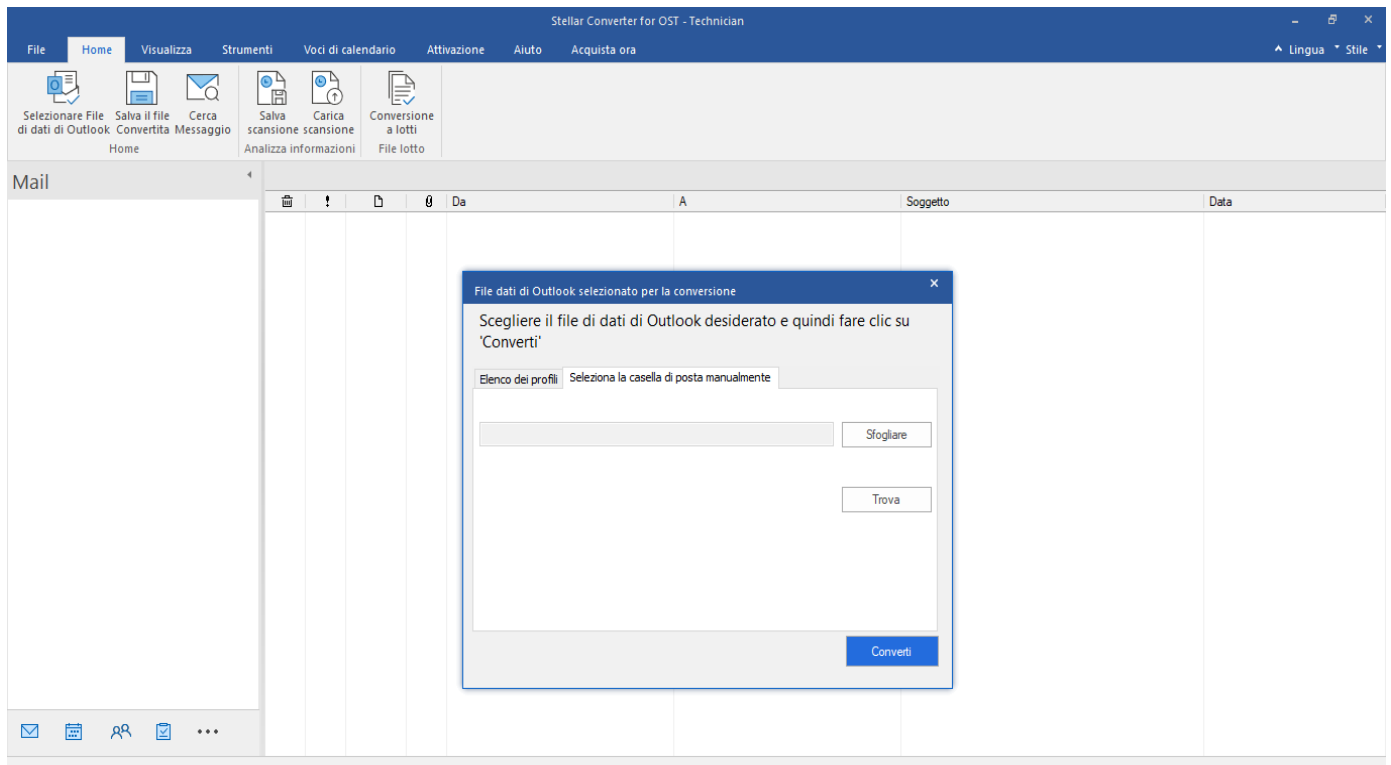 Stellar Converter for OST - Technician
File Home Visualizza Strumenti Voci di calendario Attivazione Aiuto Acquista ora Lingua Stile
Selezionare File Salva il file Cerca Salva Carica Conversione
di dati di Outlook Convertita Messaggio scansione scansione a lotti
Home Analizza informazioni File lotto
Mail
Da A Soggetto Data
File dati di Outlook selezionato per la conversione
Scegliere il file di dati di Outlook desiderato e quindi fare clic su
'Converti'
Elenco dei profili Seleziona la casella di posta manualmente
Sfogliare
Trova
Converti